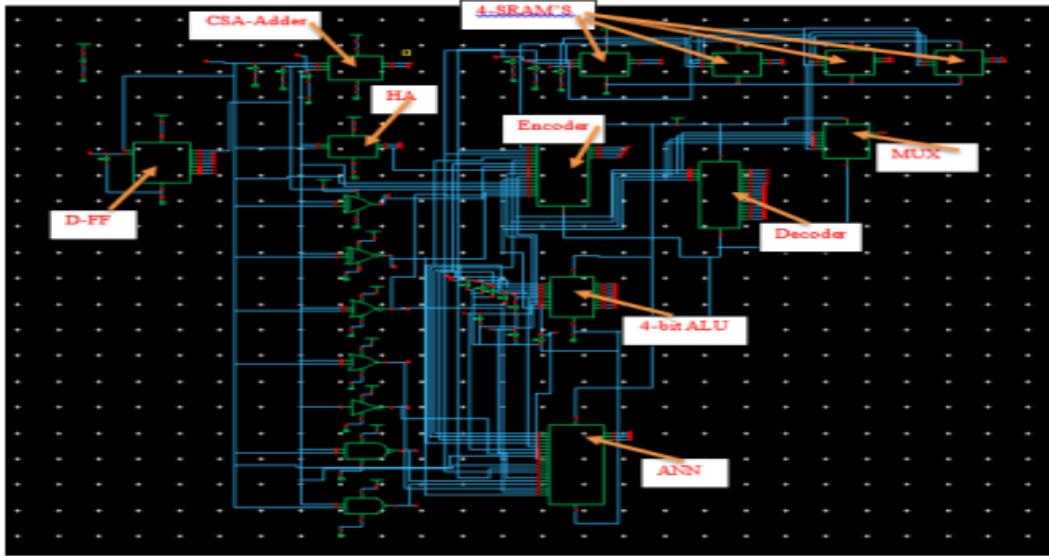 4-SRAM'S
CSA-Adder
HA
Encoder
MUX
D-FF
Decoder
4-bit ALU
ANN